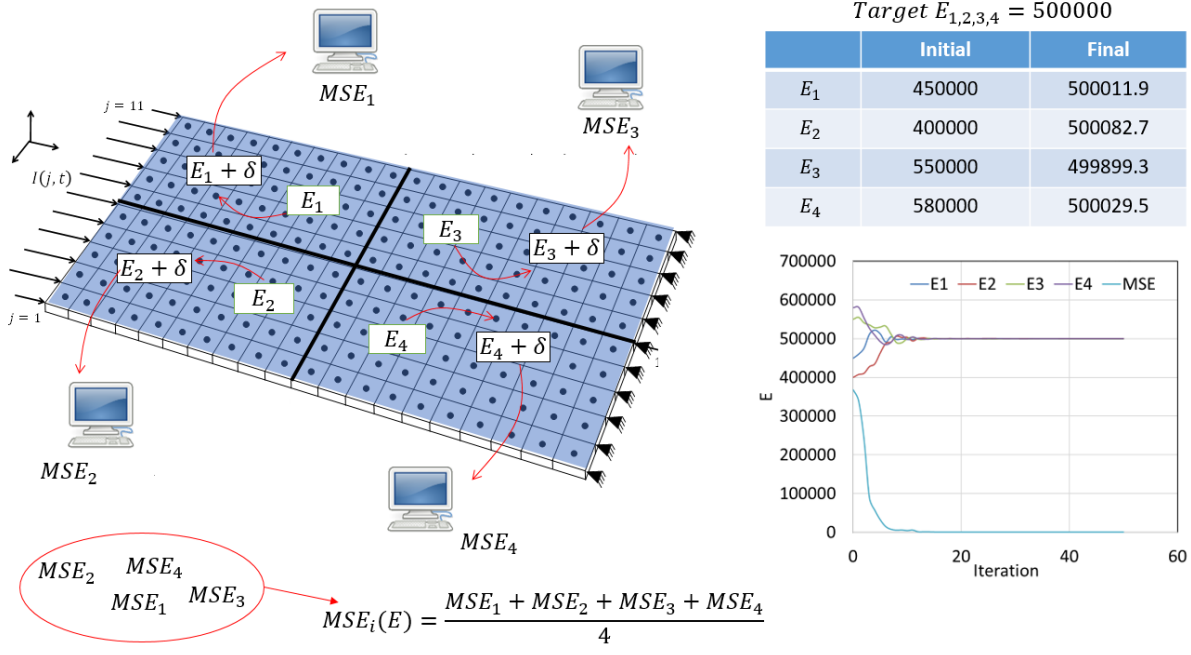 MSE₁
MSE₃
j = 11
l(j,t)
E₁ + δ
E₁
E₃
E₃ + δ
E₂ + δ
E₂
E₄
E₄ + δ
j = 1
MSE₂
MSE₄
MSE₂ MSE₄
MSE₁ MSE₃
MSEᵢ(E) = (MSE₁ + MSE₂ + MSE₃ + MSE₄) / 4
Target E₁,₂,₃,₄ = 500000
Initial Final
E₁ 450000 500011.9
E₂ 400000 500082.7
E₃ 550000 499899.3
E₄ 580000 500029.5
E1 E2 E3 E4 MSE
700000
600000
500000
400000
300000
200000
100000
0
E
0 20 40 60
Iteration